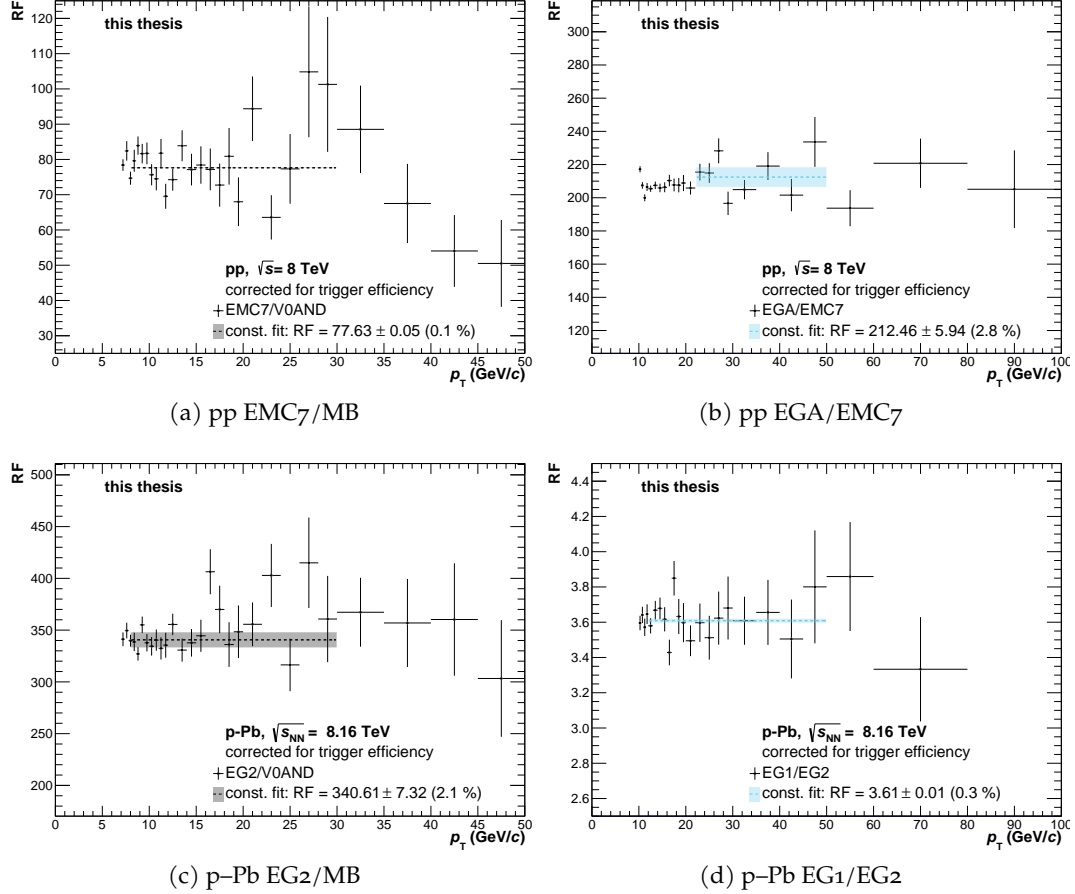 RF
120
100
80
60
40
this thesis
pp, √s = 8 TeV
corrected for trigger efficiency
EMC7/V0AND
const. fit: RF = 77.63 ± 0.05 (0.1 %)
0 5 10 15 20 25 30 35 40 45 50
p_T (GeV/c)
(a) pp EMC7/MB
RF
300
280
260
240
220
200
180
160
140
120
this thesis
pp, √s = 8 TeV
corrected for trigger efficiency
EGA/EMC7
const. fit: RF = 212.46 ± 5.94 (2.8 %)
0 10 20 30 40 50 60 70 80 90 100
p_T (GeV/c)
(b) pp EGA/EMC7
RF
500
450
400
350
300
250
200
this thesis
p-Pb, √s_NN = 8.16 TeV
corrected for trigger efficiency
EG2/V0AND
const. fit: RF = 340.61 ± 7.32 (2.1 %)
0 5 10 15 20 25 30 35 40 45 50
p_T (GeV/c)
(c) p–Pb EG2/MB
RF
4.4
4.2
4.0
3.8
3.6
3.4
3.2
3.0
2.8
2.6
this thesis
p-Pb, √s_NN = 8.16 TeV
corrected for trigger efficiency
EG1/EG2
const. fit: RF = 3.61 ± 0.01 (0.3 %)
0 10 20 30 40 50 60 70 80 90 100
p_T (GeV/c)
(d) p–Pb EG1/EG2